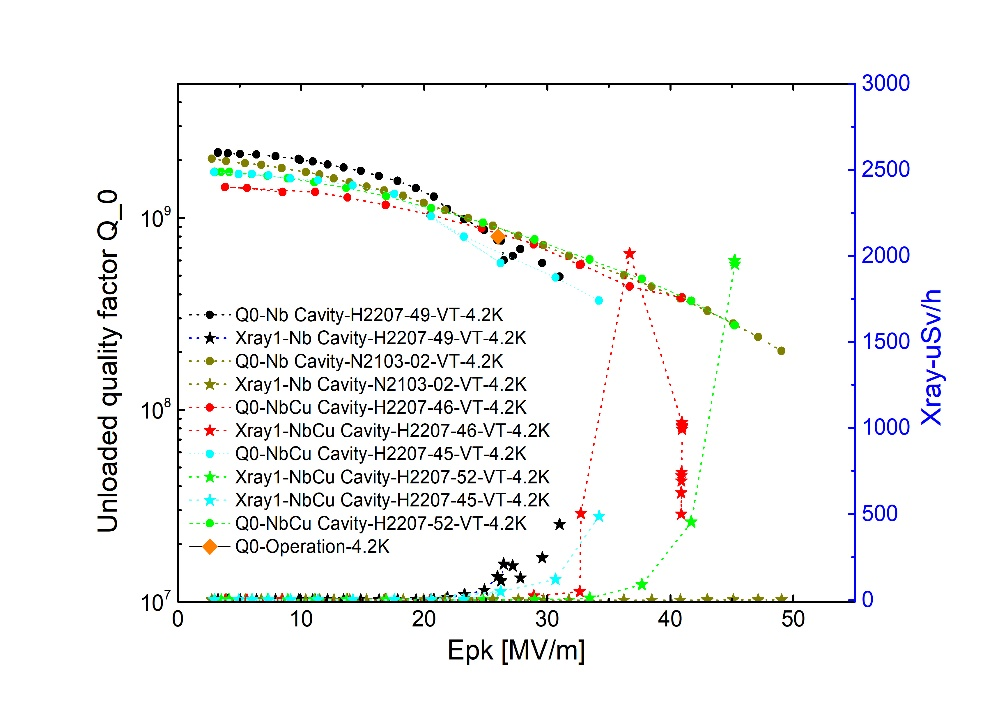 3000
2500
10⁹
2000
Unloaded quality factor Q_0
Xray-uSv/h
Q0-Nb Cavity-H2207-49-VT-4.2K
1500
Xray1-Nb Cavity-H2207-49-VT-4.2K
Q0-Nb Cavity-N2103-02-VT-4.2K
Xray1-Nb Cavity-N2103-02-VT-4.2K
10⁸
Q0-NbCu Cavity-H2207-46-VT-4.2K
1000
Xray1-NbCu Cavity-H2207-46-VT-4.2K
Q0-NbCu Cavity-H2207-45-VT-4.2K
Xray1-NbCu Cavity-H2207-52-VT-4.2K
Xray1-NbCu Cavity-H2207-45-VT-4.2K
500
Q0-NbCu Cavity-H2207-52-VT-4.2K
Q0-Operation-4.2K
10⁷
0
0 10 20 30 40 50
Epk [MV/m]